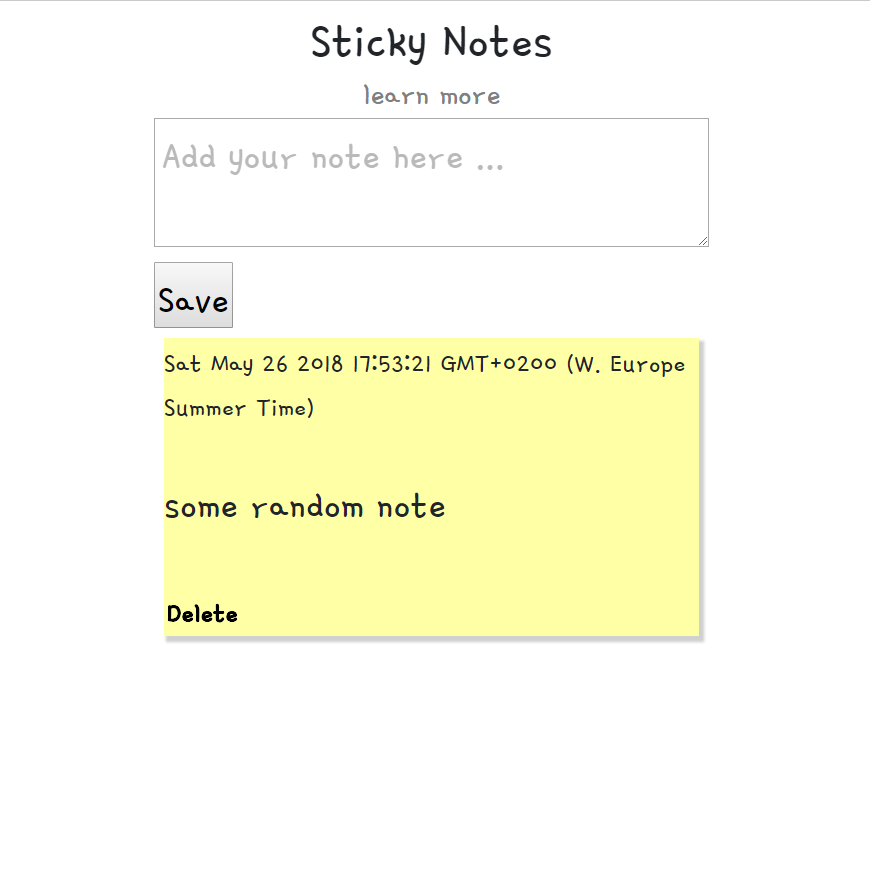 Sticky Notes
learn more
Add your note here ...
Save
Sat May 26 2018 17:53:21 GMT+0200 (W. Europe
Summer Time)
some random note
Delete